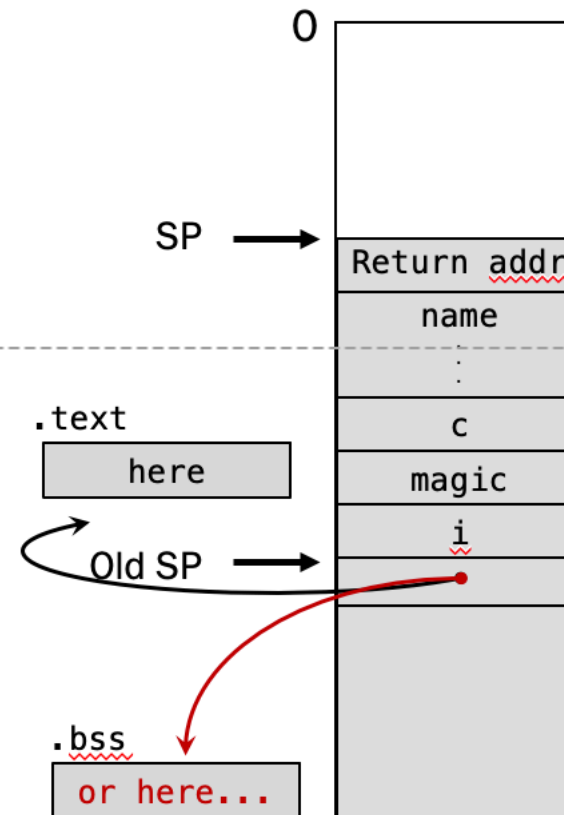 0
SP
Return addr
name
.
.
.
.text
c
here
magic
i
Old SP
.bss
or here...